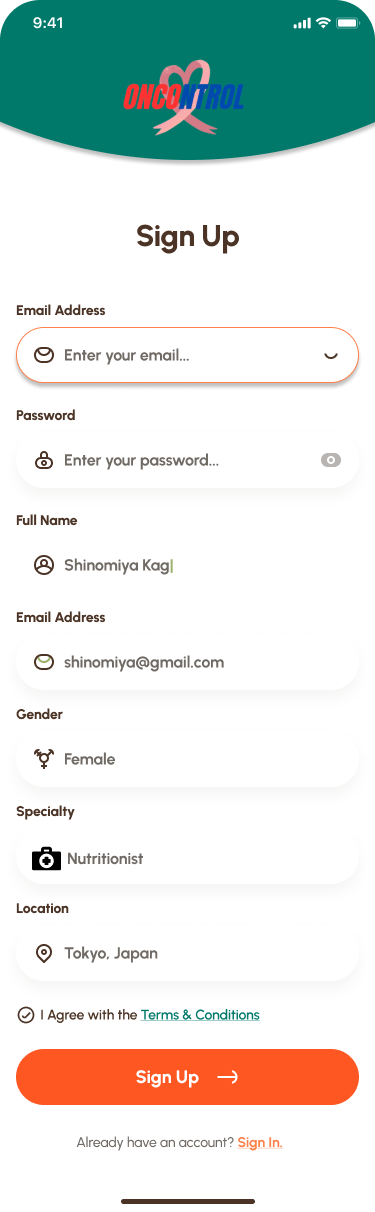 9:41
ONCONTROL
Sign Up
Email Address
Enter your email...
Password
Enter your password...
Full Name
Shinomiya Kag
Email Address
shinomiya@gmail.com
Gender
Female
Specialty
Nutritionist
Location
Tokyo, Japan
I Agree with the Terms & Conditions
Sign Up
Already have an account? Sign In.